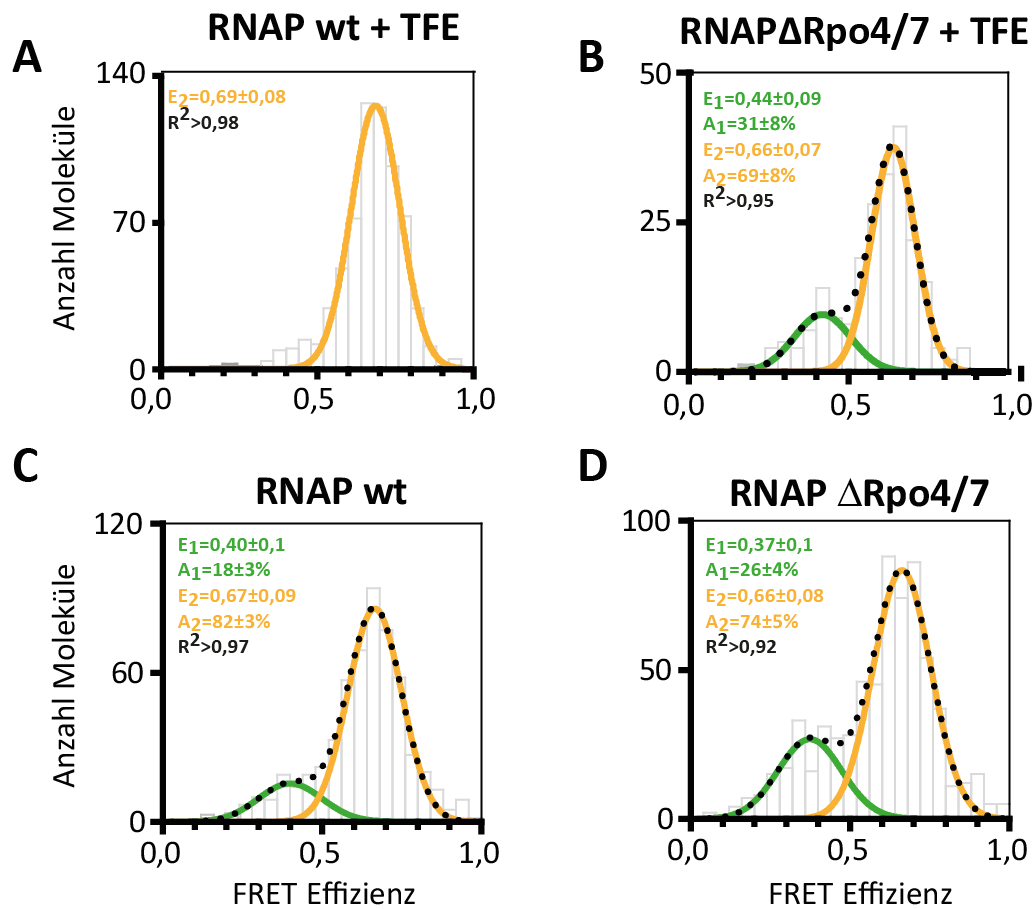 A
RNAP wt + TFE
Anzahl Moleküle
140
70
0
0,0
0,5
1,0
E2=0,69±0,08
R2>0,98
B
RNAPΔRpo4/7 + TFE
50
25
0
0,0
0,5
1,0
E1=0,44±0,09
A1=31±8%
E2=0,66±0,07
A2=69±8%
R2>0,95
C
RNAP wt
Anzahl Moleküle
120
60
0
0,0
0,5
1,0
E1=0,40±0,1
A1=18±3%
E2=0,67±0,09
A2=82±3%
R2>0,97
FRET Effizienz
D
RNAP ΔRpo4/7
100
50
0
0,0
0,5
1,0
E1=0,37±0,1
A1=26±4%
E2=0,66±0,08
A2=74±5%
R2>0,92
FRET Effizienz